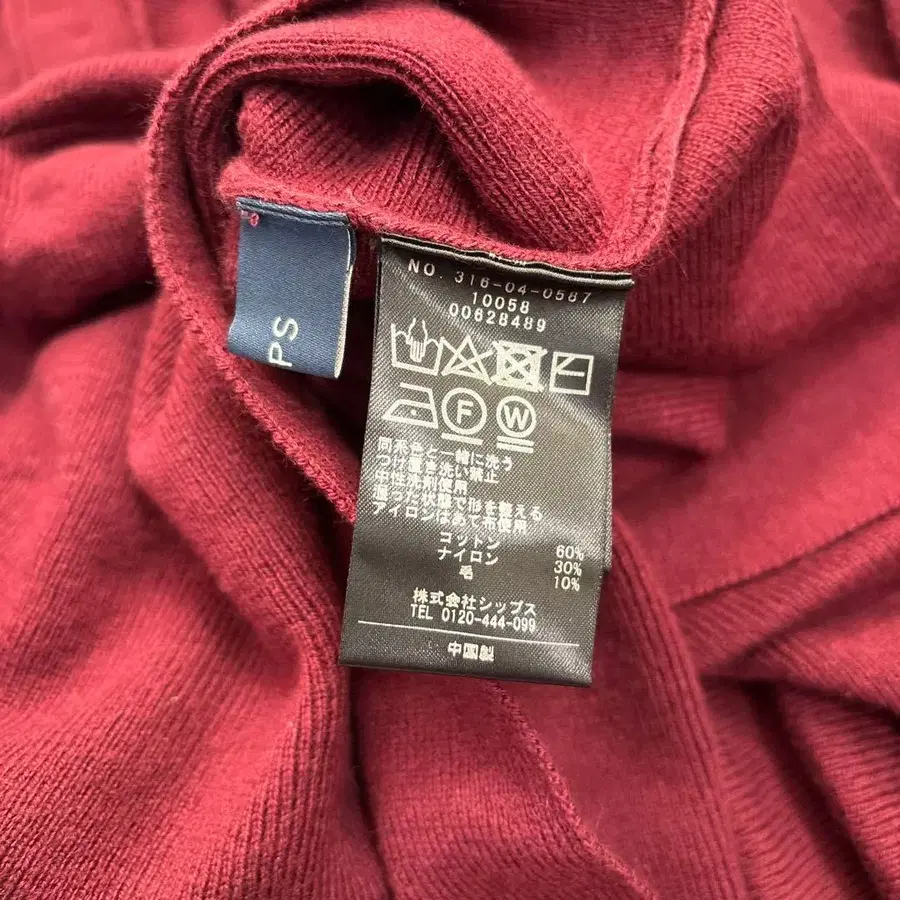 PS
NO. 316-04-0587
10058
00628489
F W
同系色と一緒に洗う
つけ置き洗い禁止
中性洗剤使用
湿った状態で形を整える
アイロンはあて布使用
コットン 60%
ナイロン 30%
毛 10%
株式会社シップス
TEL 0120-444-099
中国製